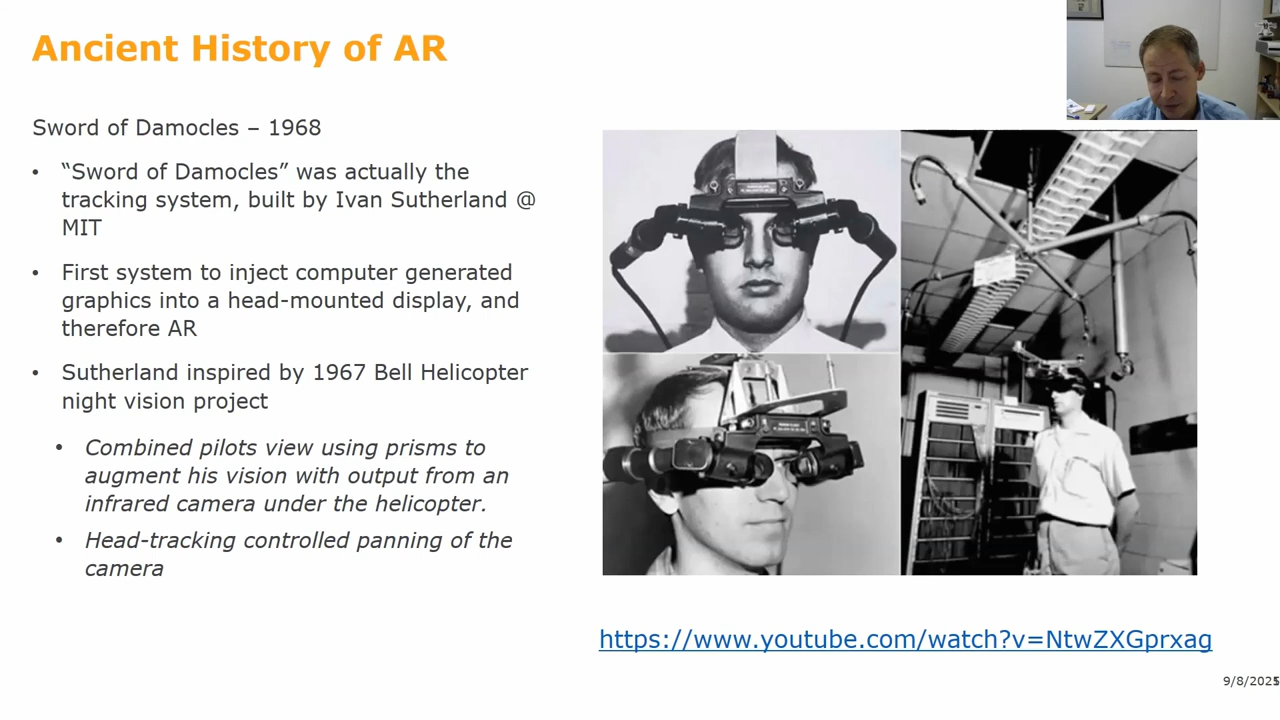 Ancient History of AR
Sword of Damocles – 1968
• “Sword of Damocles” was actually the
tracking system, built by Ivan Sutherland @
MIT
• First system to inject computer generated
graphics into a head-mounted display, and
therefore AR
• Sutherland inspired by 1967 Bell Helicopter
night vision project
• Combined pilots view using prisms to
augment his vision with output from an
infrared camera under the helicopter.
• Head-tracking controlled panning of the
camera
https://www.youtube.com/watch?v=NtwZXGprxag